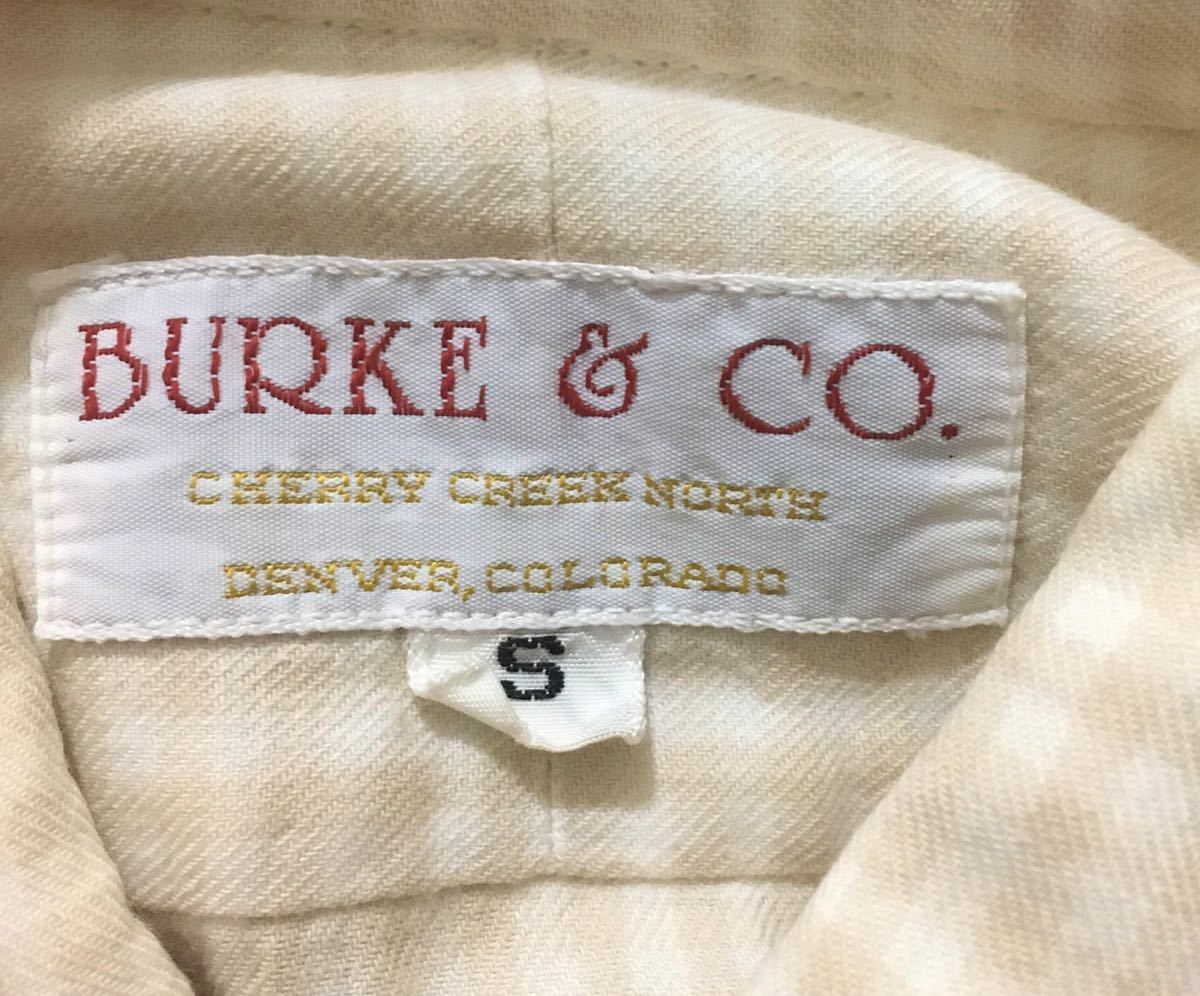 BURKE & CO.
CHERRY CREEK NORTH
DENVER, COLORADO
S